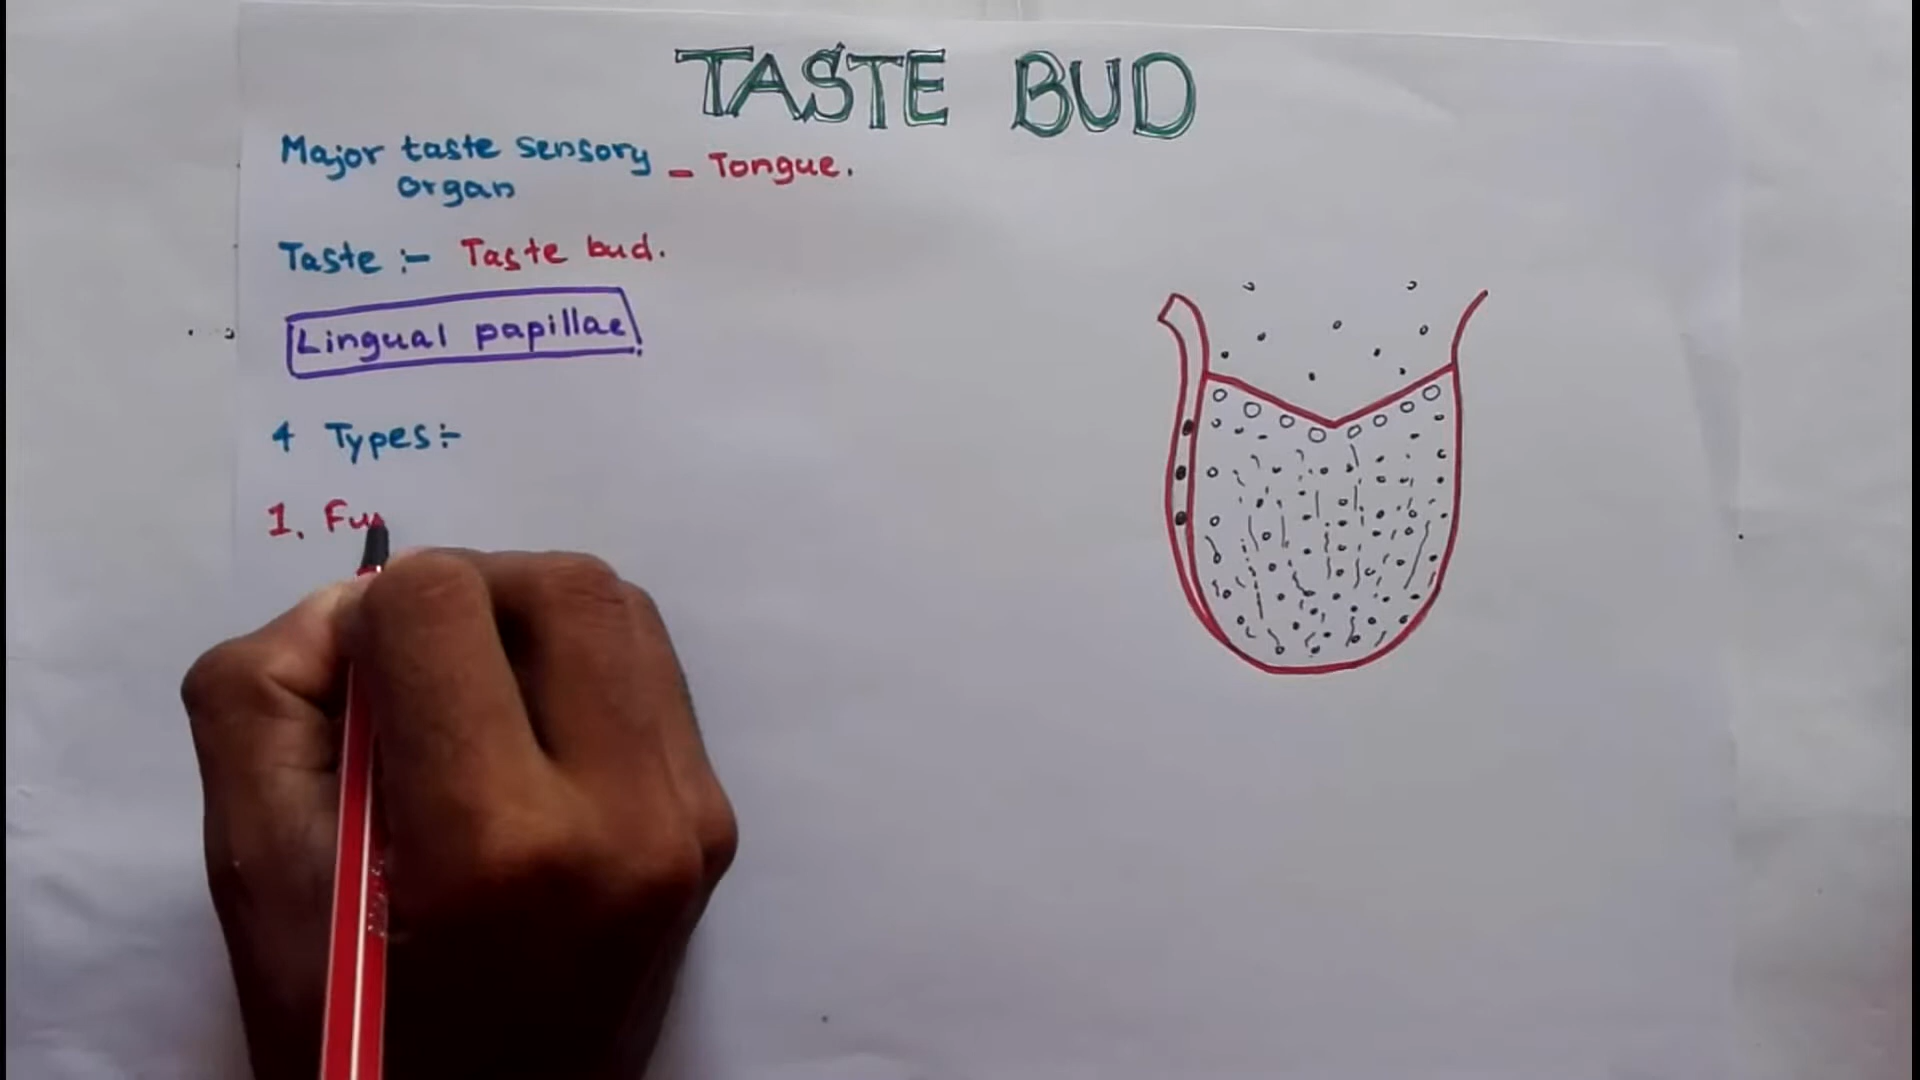 TASTE BUD
Major taste sensory
organ
- Tongue.
Taste :- Taste bud.
Lingual papillae
4 Types :-
1. Fu